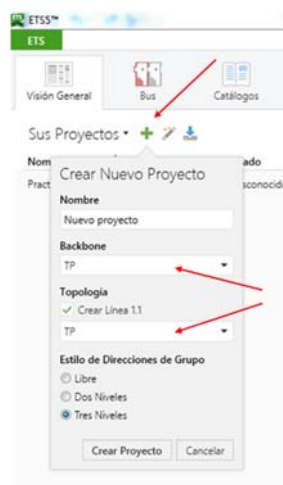 ETS5™
ETS
Visión General
Bus
Catálogos
Sus Proyectos
Nom
ado
Pract
sconocid
Crear Nuevo Proyecto
Nombre
Nuevo proyecto
Backbone
TP
Topología
Crear Línea 1.1
TP
Estilo de Direcciones de Grupo
Libre
Dos Niveles
Tres Niveles
Crear Proyecto
Cancelar